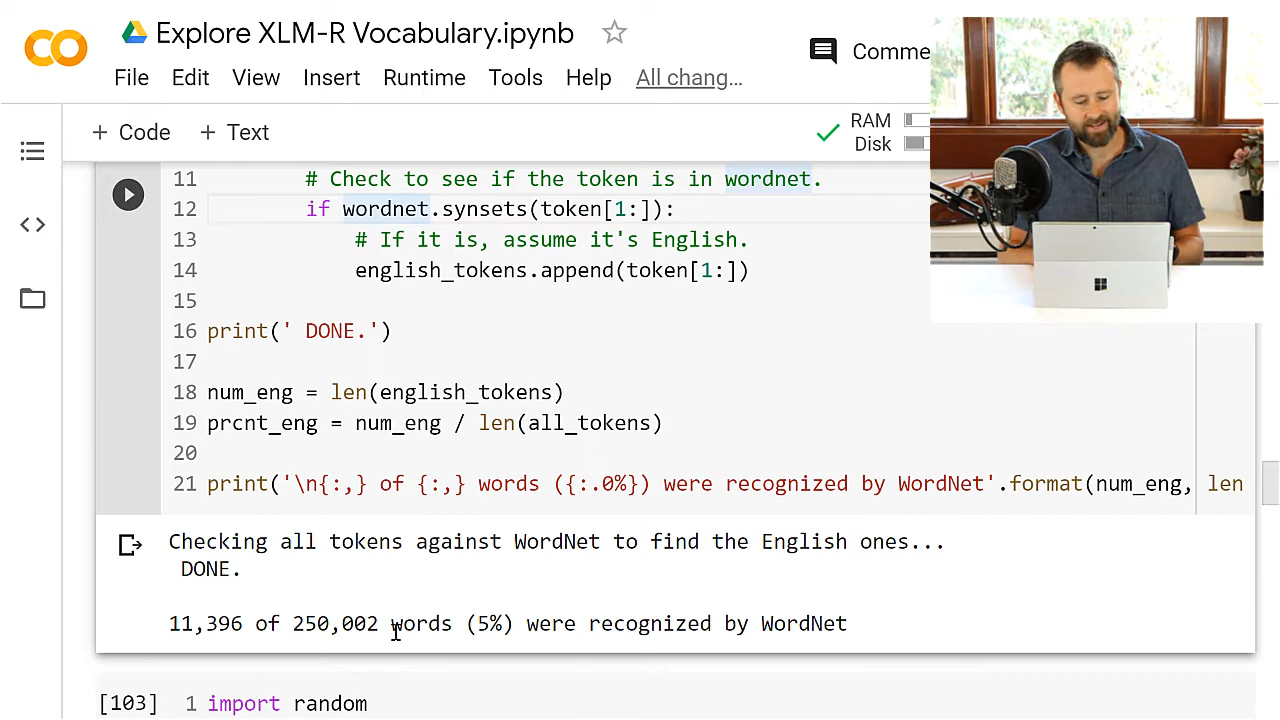 Explore XLM-R Vocabulary.ipynb
Comme
File Edit View Insert Runtime Tools Help All chang…
+ Code + Text
RAM
Disk
11 # Check to see if the token is in wordnet.
12 if wordnet.synsets(token[1:]):
13 # If it is, assume it's English.
14 english_tokens.append(token[1:])
15
16 print(' DONE.')
17
18 num_eng = len(english_tokens)
19 prcnt_eng = num_eng / len(all_tokens)
20
21 print('\n{:,} of {:,} words ({:.0%}) were recognized by WordNet'.format(num_eng, len
Checking all tokens against WordNet to find the English ones...
DONE.
11,396 of 250,002 words (5%) were recognized by WordNet
[103] 1 import random